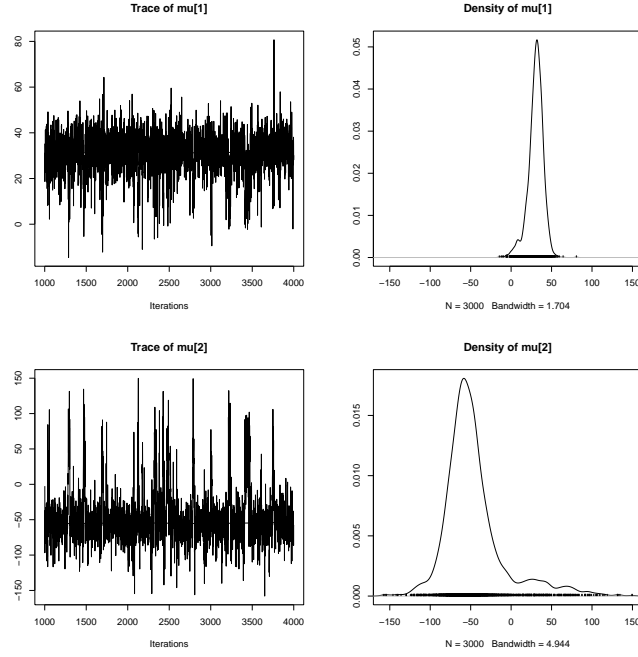 Trace of mu[1]
80
60
40
20
0
1000 1500 2000 2500 3000 3500 4000
Iterations
Density of mu[1]
0.05
0.04
0.03
0.02
0.01
0.00
−150 −100 −50 0 50 100 150
N = 3000 Bandwidth = 1.704
Trace of mu[2]
150
100
50
0
−50
−100
−150
1000 1500 2000 2500 3000 3500 4000
Iterations
Density of mu[2]
0.015
0.010
0.005
0.000
−150 −100 −50 0 50 100 150
N = 3000 Bandwidth = 4.944